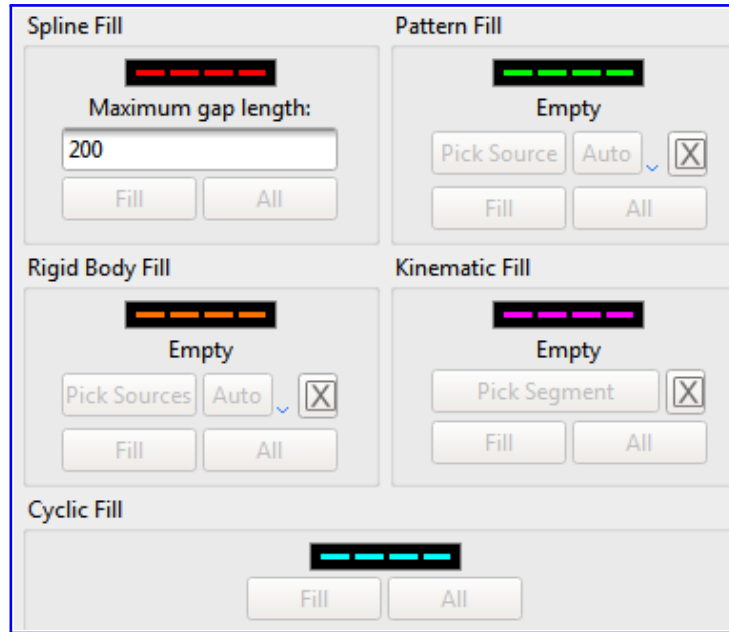 Spline Fill
Maximum gap length:
200
Fill All
Pattern Fill
Empty
Pick Source Auto X
Fill All
Rigid Body Fill
Empty
Pick Sources Auto X
Fill All
Kinematic Fill
Empty
Pick Segment X
Fill All
Cyclic Fill
Fill All